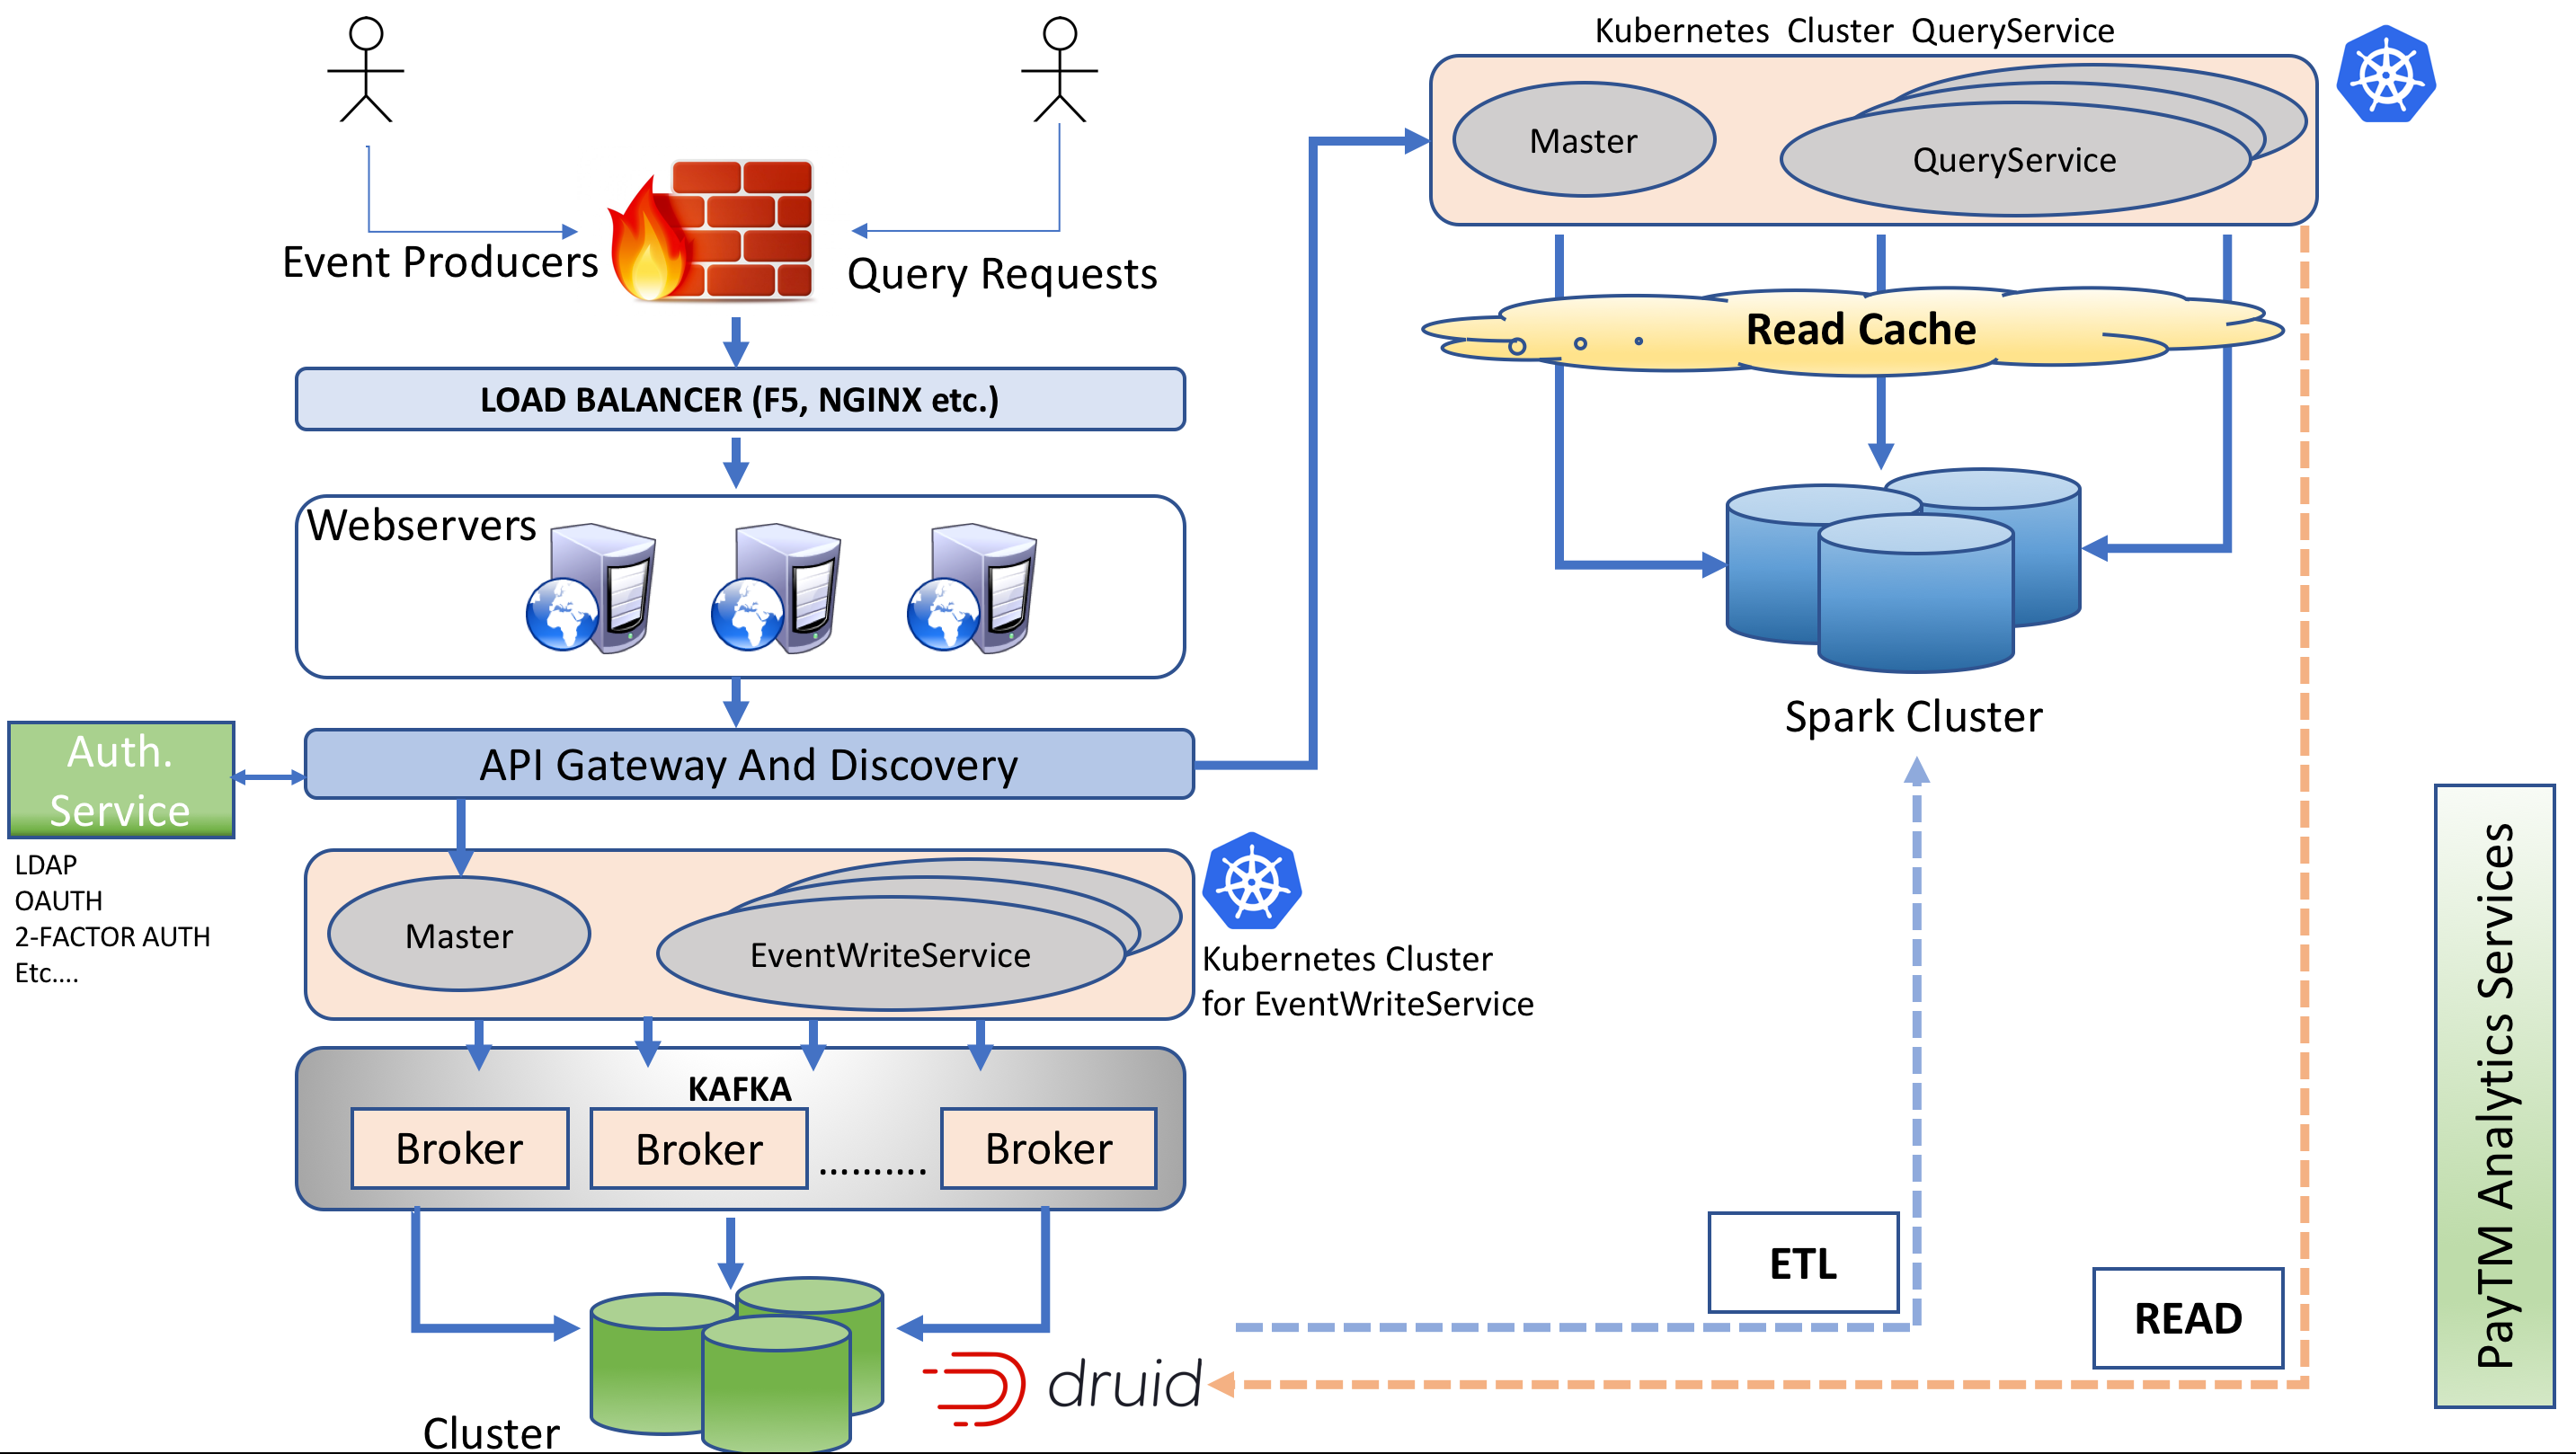 Kubernetes Cluster QueryService
Master
QueryService
Event Producers
Query Requests
Read Cache
LOAD BALANCER (F5, NGINX etc.)
Webservers
Spark Cluster
Auth.
Service
API Gateway And Discovery
LDAP
OAUTH
2-FACTOR AUTH
Etc....
Master
EventWriteService
Kubernetes Cluster
for EventWriteService
KAFKA
Broker
Broker
..........
Broker
ETL
READ
druid
Cluster
PayTM Analytics Services